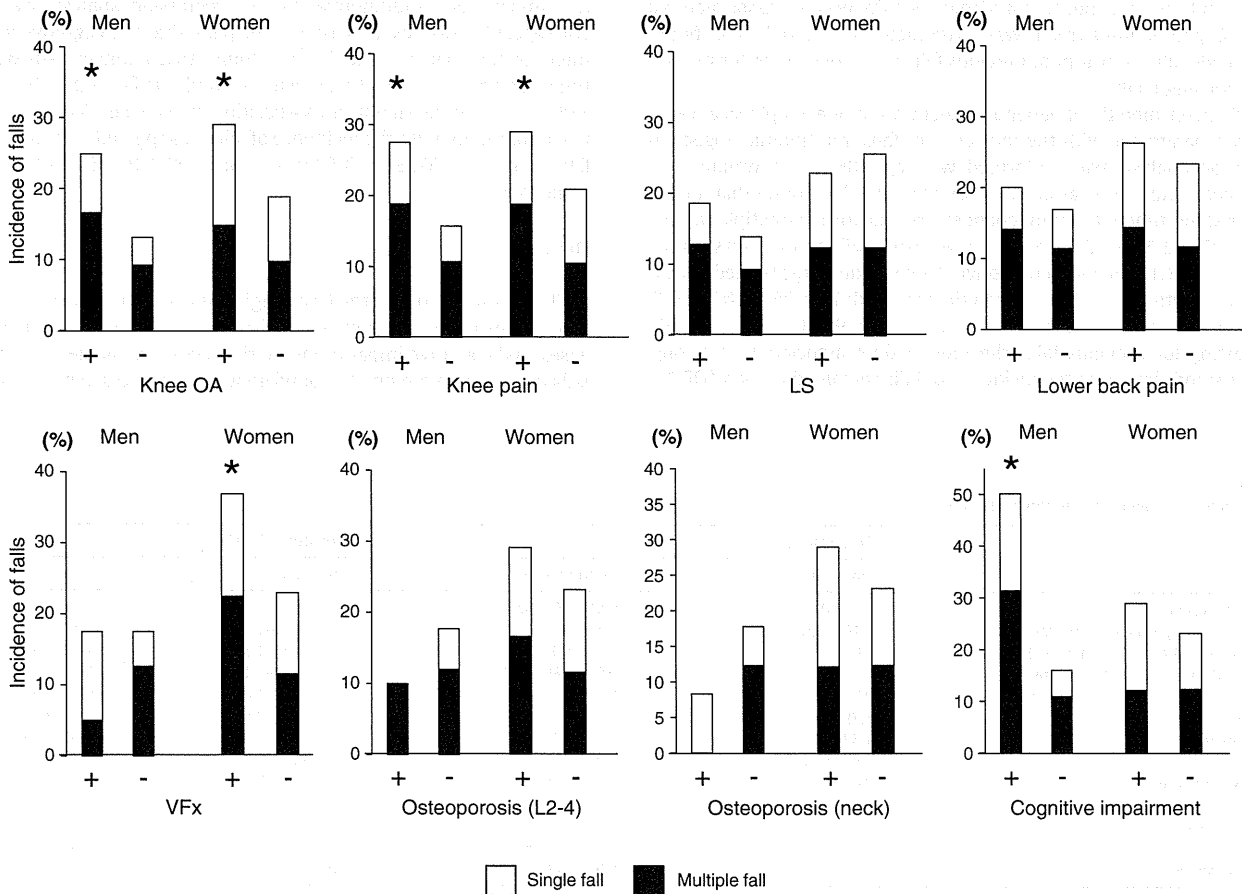 (%) Men Women
40
30
20
10
0
Incidence of falls
* *
+ - + -
Knee OA
(%) Men Women
40
30
20
10
0
* *
+ - + -
Knee pain
(%) Men Women
40
30
20
10
0
+ - + -
LS
(%) Men Women
40
30
20
10
0
+ - + -
Lower back pain
(%) Men Women
40
30
20
10
0
Incidence of falls
*
+ - + -
VFx
(%) Men Women
40
30
20
10
0
+ - + -
Osteoporosis (L2-4)
(%) Men Women
40
35
30
25
20
15
10
5
0
+ - + -
Osteoporosis (neck)
(%) Men Women
50
40
30
20
10
0
*
+ - + -
Cognitive impairment
Single fall Multiple fall